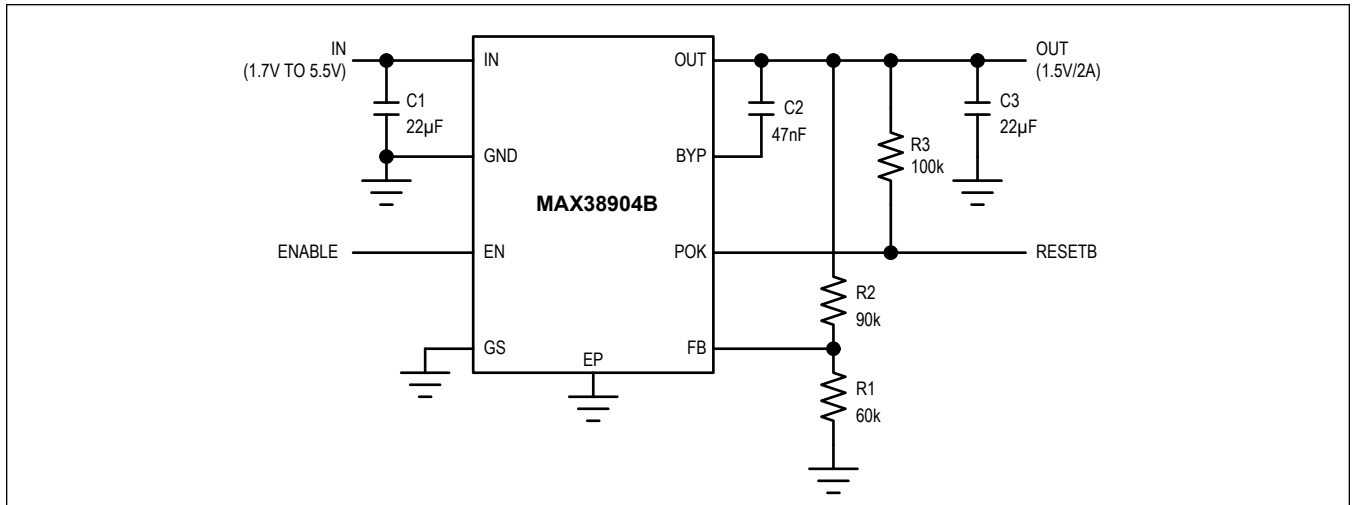 IN
(1.7V TO 5.5V)
C1
22µF
IN
GND
EN
GS
MAX38904B
EP
OUT
BYP
POK
FB
C2
47nF
R3
100k
C3
22µF
OUT
(1.5V/2A)
ENABLE
RESETB
R2
90k
R1
60k